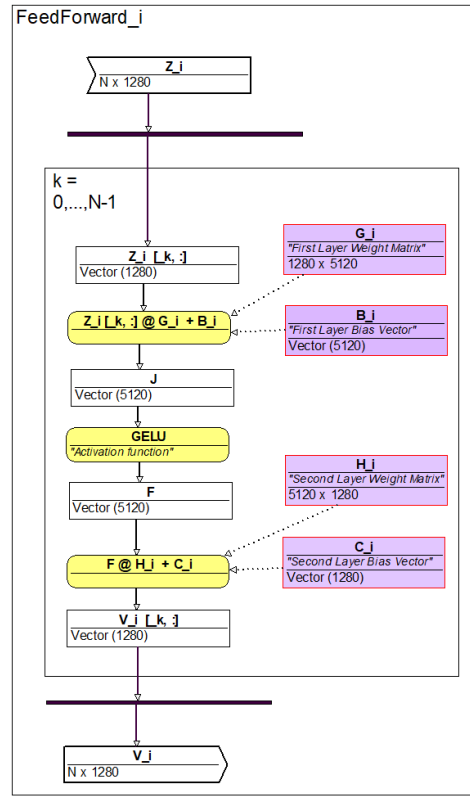 FeedForward_i
Z_i
N x 1280
k =
0,...,N-1
Z_i [_k, :]
Vector (1280)
G_i
"First Layer Weight Matrix"
1280 x 5120
Z_i [_k, :] @ G_i + B_i
B_i
"First Layer Bias Vector"
Vector (5120)
J
Vector (5120)
GELU
"Activation function"
H_i
"Second Layer Weight Matrix"
5120 x 1280
F
Vector (5120)
F @ H_i + C_i
C_i
"Second Layer Bias Vector"
Vector (1280)
V_i [_k, :]
Vector (1280)
V_i
N x 1280